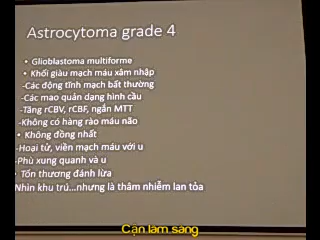 Astrocytoma grade 4
• Glioblastoma multiforme
• Khối giàu mạch máu xâm nhập
-Các động tĩnh mạch bất thường
-Các mao quản dạng hình cầu
-Tăng rCBV, rCBF, ngắn MTT
-Không có hàng rào máu não
• Không đồng nhất
-Hoại tử, viền mạch máu với u
-Phù xung quanh và u
• Tổn thương đánh lừa
Nhìn khu trú...nhưng là thâm nhiễm lan tỏa
Cận lâm sàng